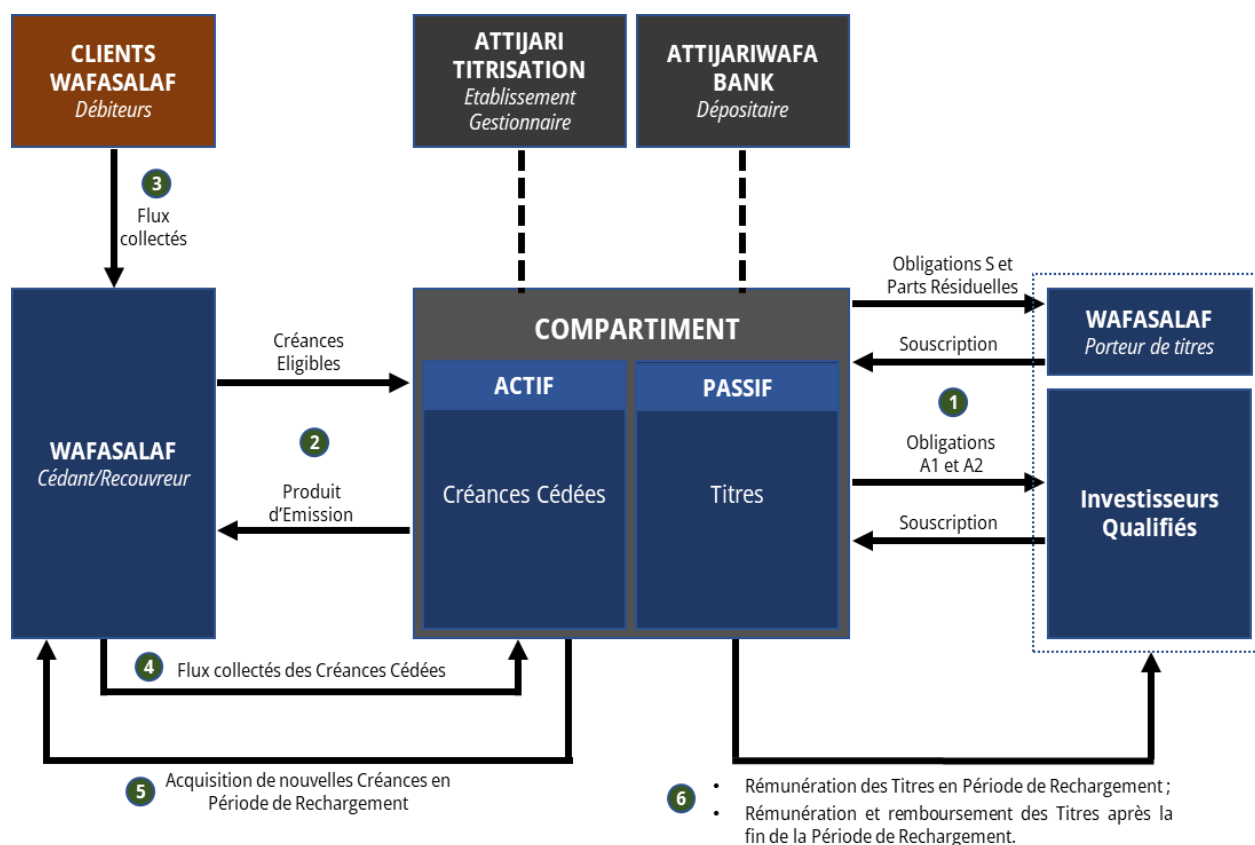 CLIENTS
WAFASALAF
Débiteurs
ATTIJARI
TITRISATION
Etablissement
Gestionnaire
ATTIJARIWAFA
BANK
Dépositaire
3
Flux
collectés
WAFASALAF
Cédant/Recouvreur
Créances
Eligibles
2
Produit
d'Emission
COMPARTIMENT
ACTIF
Créances Cédées
PASSIF
Titres
Obligations S et
Parts Résiduelles
Souscription
1
Obligations
A1 et A2
Souscription
WAFASALAF
Porteur de titres
Investisseurs
Qualifiés
4 Flux collectés des Créances Cédées
5 Acquisition de nouvelles Créances en
Période de Rechargement
6
• Rémunération des Titres en Période de Rechargement ;
• Rémunération et remboursement des Titres après la
fin de la Période de Rechargement.